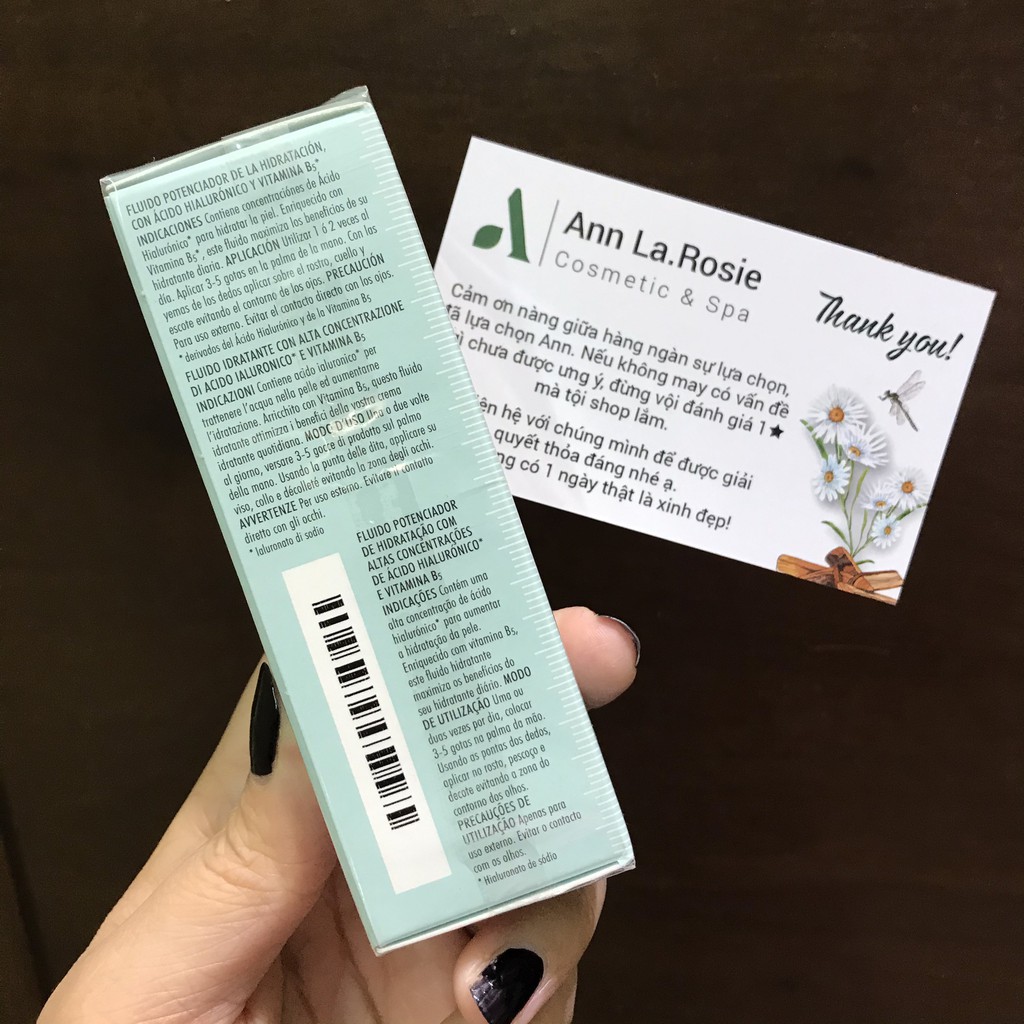 FLUIDO POTENCIADOR DE LA HIDRATACIÓN,
CON ÁCIDO HIALURÓNICO Y VITAMINA B5*
INDICACIONES Contiene concentraciónes de Ácido
Hialurónico* para hidratar la piel. Enriquecido con
Vitamina B5*, este fluido maximiza los beneficios de su
hidratante diaria. APLICACIÓN Utilizar 1 ó 2 veces al
día. Aplicar 3-5 gotas en la palma de la mano. Con las
yemas de los dedos aplicar sobre el rostro, cuello y
escote evitando el contorno de los ojos. PRECAUCIÓN
Para uso externo. Evitar el contacto directo con los ojos.
*derivados del Ácido Hialurónico y de la Vitamina B5
FLUIDO IDRATANTE CON ALTA CONCENTRAZIONE
DI ACIDO IALURONICO* E VITAMINA B5
INDICAZIONI Contiene acido ialuronico* per
trattenere l'acqua nella pelle ed aumentarne
l'idratazione. Arricchito con Vitamina B5, questo fluido
idratante ottimizza i benefici della vostra crema
idratante quotidiana. MODO D'USO Una o due volte
al giorno, versare 3-5 gocce di prodotto sul palmo
della mano. Usando la punta delle dita, applicare su
viso, collo e décolleté evitando la zona degli occhi.
AVVERTENZE Per uso esterno. Evitare il contatto
diretto con gli occhi.
* Ialuronato di sodio
FLUIDO POTENCIADOR
DE HIDRATAÇÃO COM
ALTAS CONCENTRAÇÕES
DE ÁCIDO HIALURÔNICO*
E VITAMINA B5
INDICAÇÕES Contém uma
alta concentração de ácido
hialurónico* para aumentar
a hidratação da pele.
Enriquecido com vítamina B5,
este fluido hidratante
maximiza os benefícios do
seu hidratante diário. MODO
DE UTILIZAÇÃO Uma ou
duas vezes por dia, colocar
3-5 gotas na palma da mão.
Usando as pontas dos dedos,
aplicar no rosto, pescoço e
decote evitando a zona do
contorno dos olhos.
PRECAUÇÕES DE
UTILIZAÇÃO Apenas para
uso externo. Evitar o contacto
com os olhos.
* Hialuronato de sódio
Ann La.Rosie
Cosmetic & Spa
Thank you!
Cảm ơn nàng giữa hàng ngàn sự lựa chọn,
đã lựa chọn Ann. Nếu không may có vấn đề
gì chưa được ưng ý, đừng vội đánh giá 1★
mà tội shop lắm.
hệ với chúng mình để được giải
quyết thỏa đáng nhé ạ.
có 1 ngày thật là xinh đẹp!